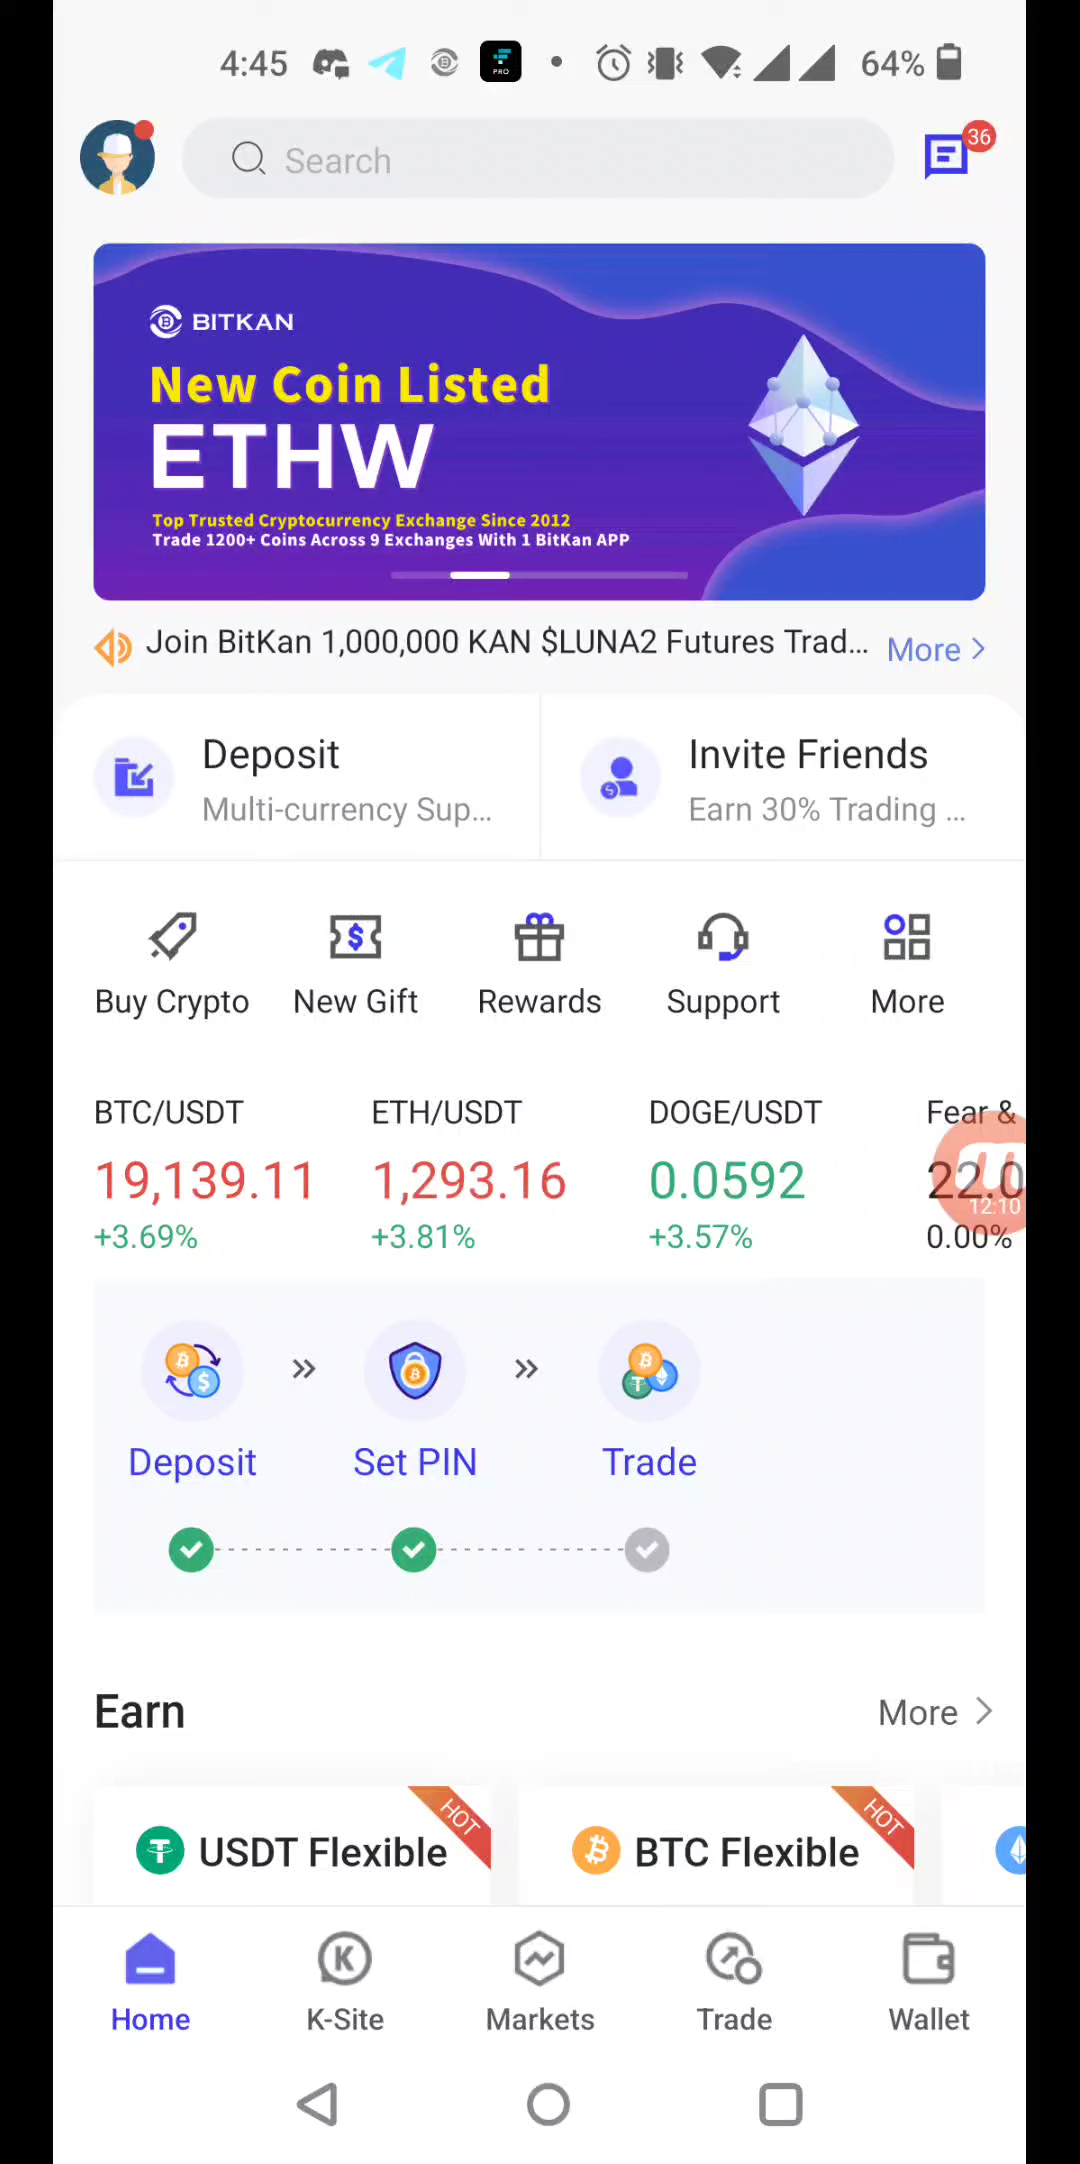 4:45
PRO
64%
Search
36
BITKAN
New Coin Listed
ETHW
Top Trusted Cryptocurrency Exchange Since 2012
Trade 1200+ Coins Across 9 Exchanges With 1 BitKan APP
Join BitKan 1,000,000 KAN $LUNA2 Futures Trad...
More
Deposit
Multi-currency Sup...
Invite Friends
Earn 30% Trading ...
Buy Crypto
New Gift
Rewards
Support
More
BTC/USDT
ETH/USDT
DOGE/USDT
Fear &
19,139.11
1,293.16
0.0592
22.0
12:10
+3.69%
+3.81%
+3.57%
0.00%
Deposit
Set PIN
Trade
Earn
More
HOT
HOT
USDT Flexible
BTC Flexible
Home
K-Site
Markets
Trade
Wallet